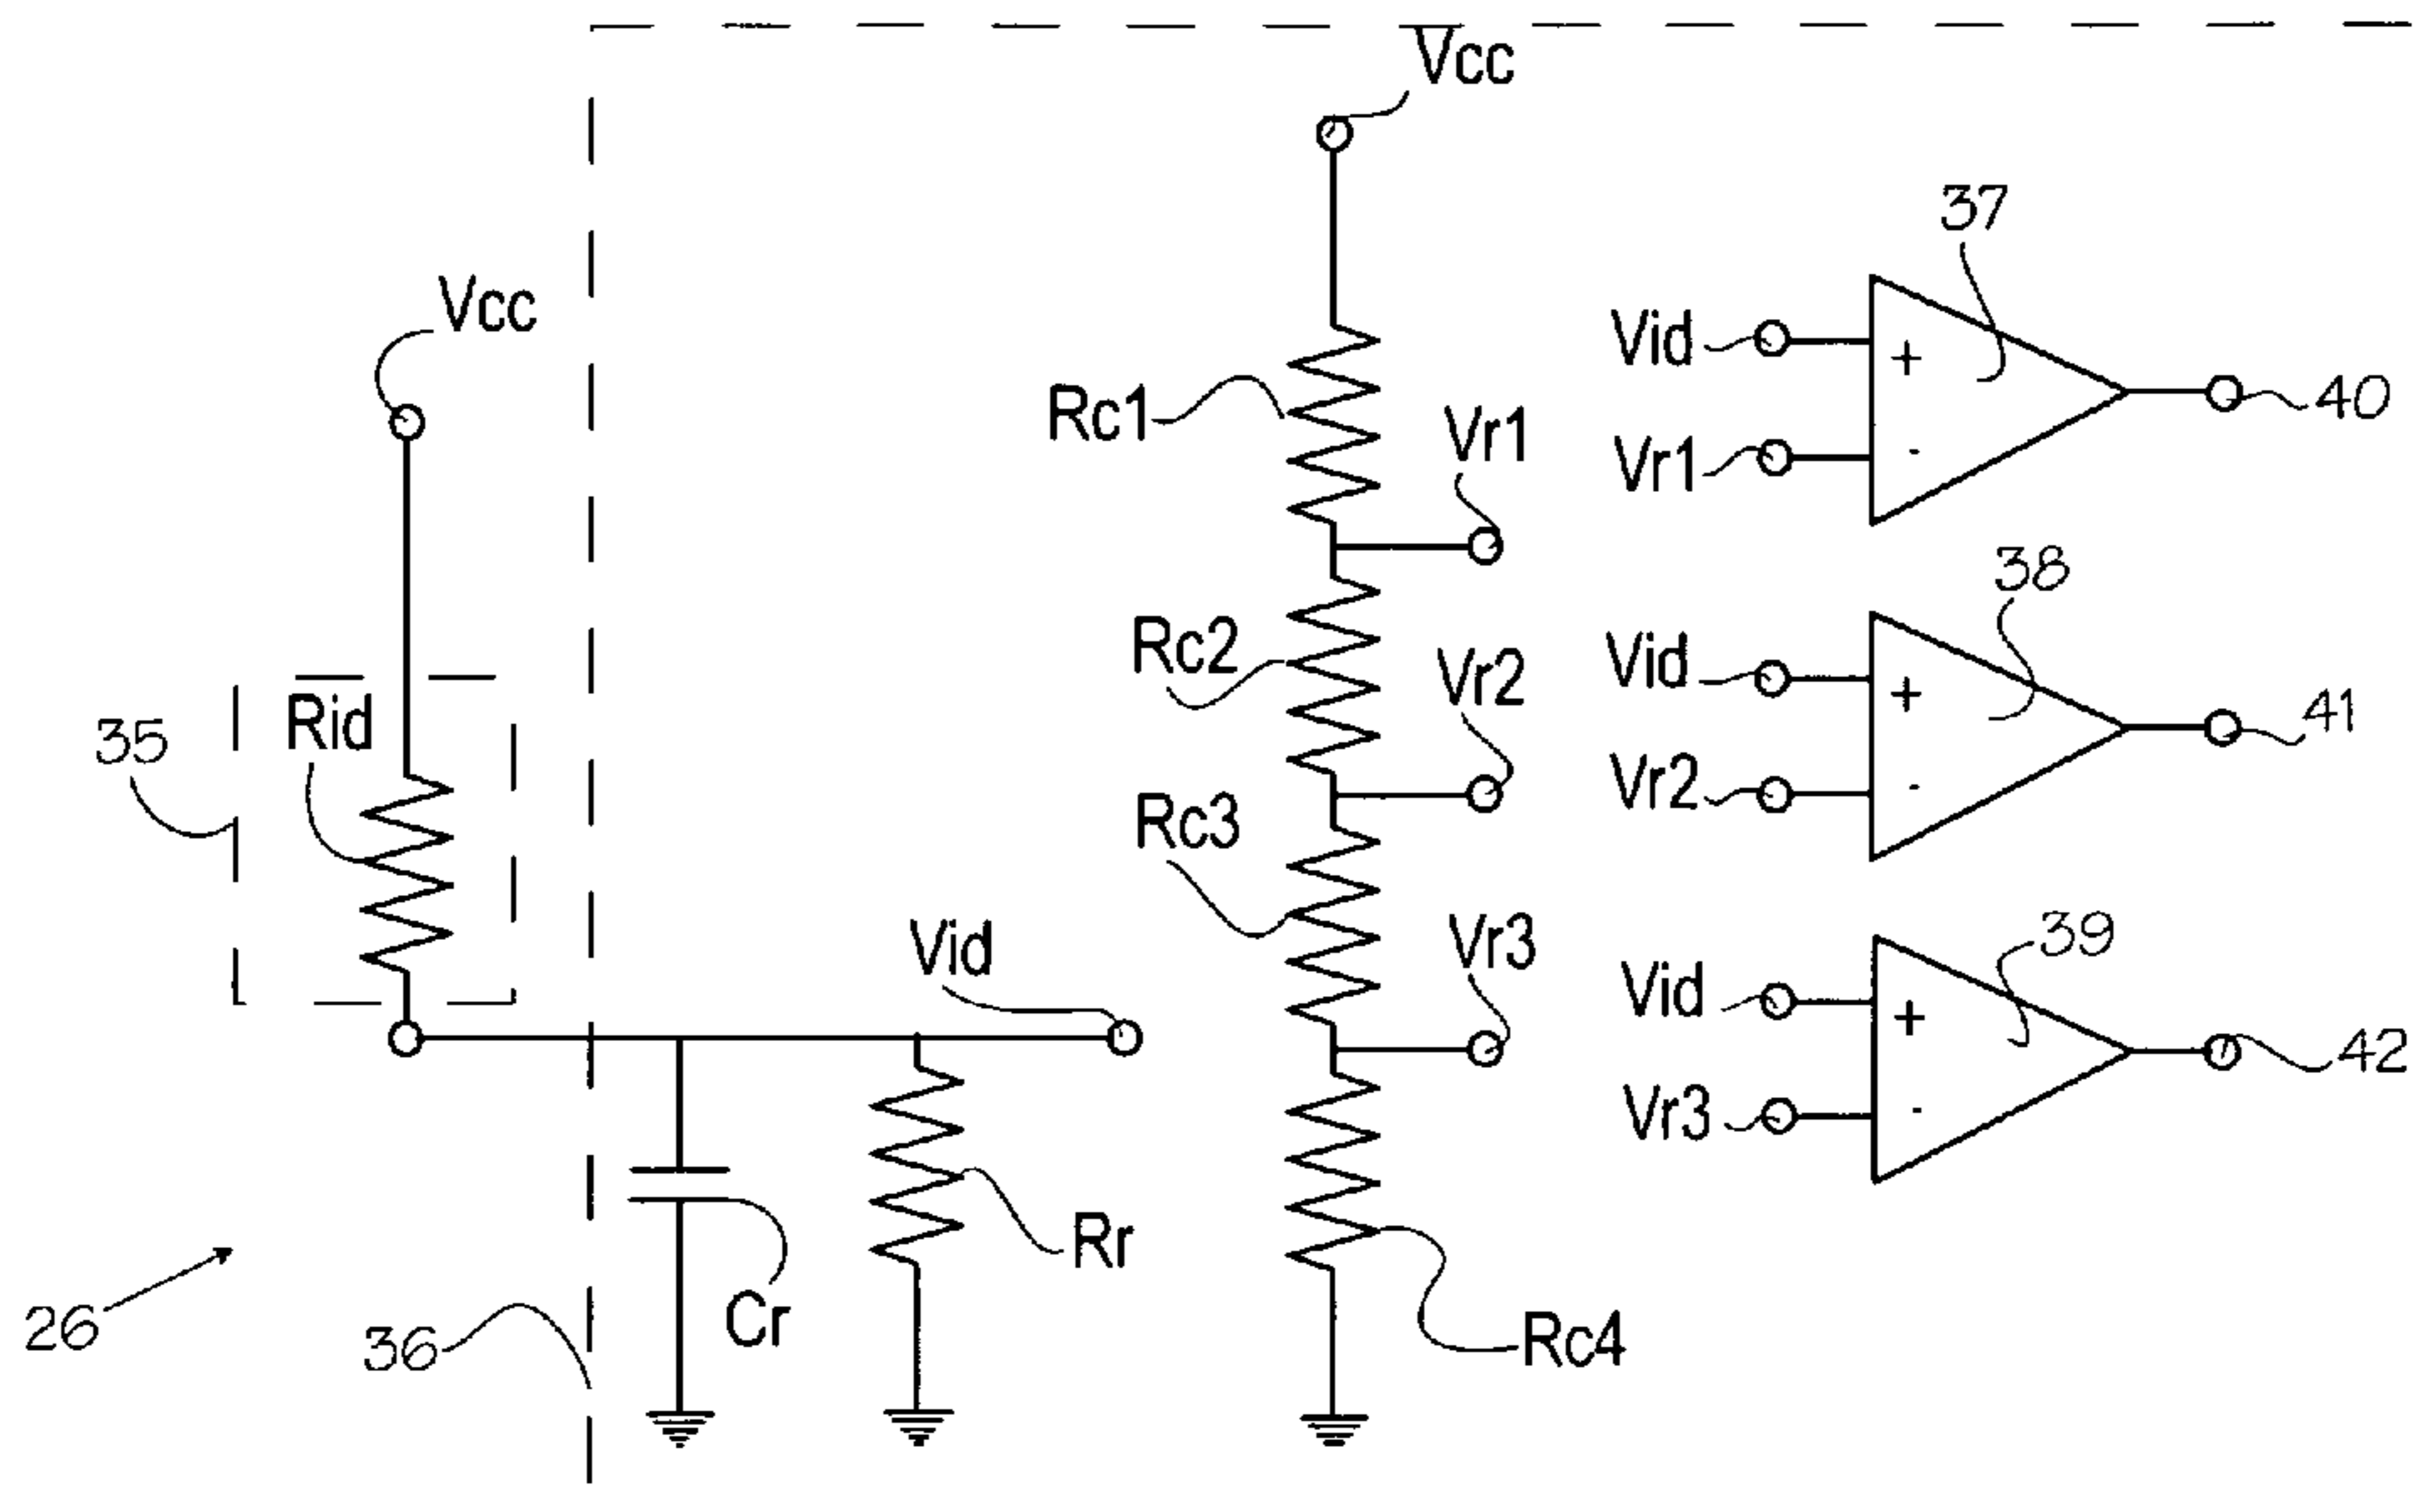 Vcc
37
Vcc
Vid
+
Rc1
Vr1
40
Vr1
-
38
Rc2
Vid
Vr2
+
41
35
Rid
Vr2
-
Rc3
39
Vid
Vr3
Vid
+
42
Vr3
-
Rr
26
36
Cr
Rc4